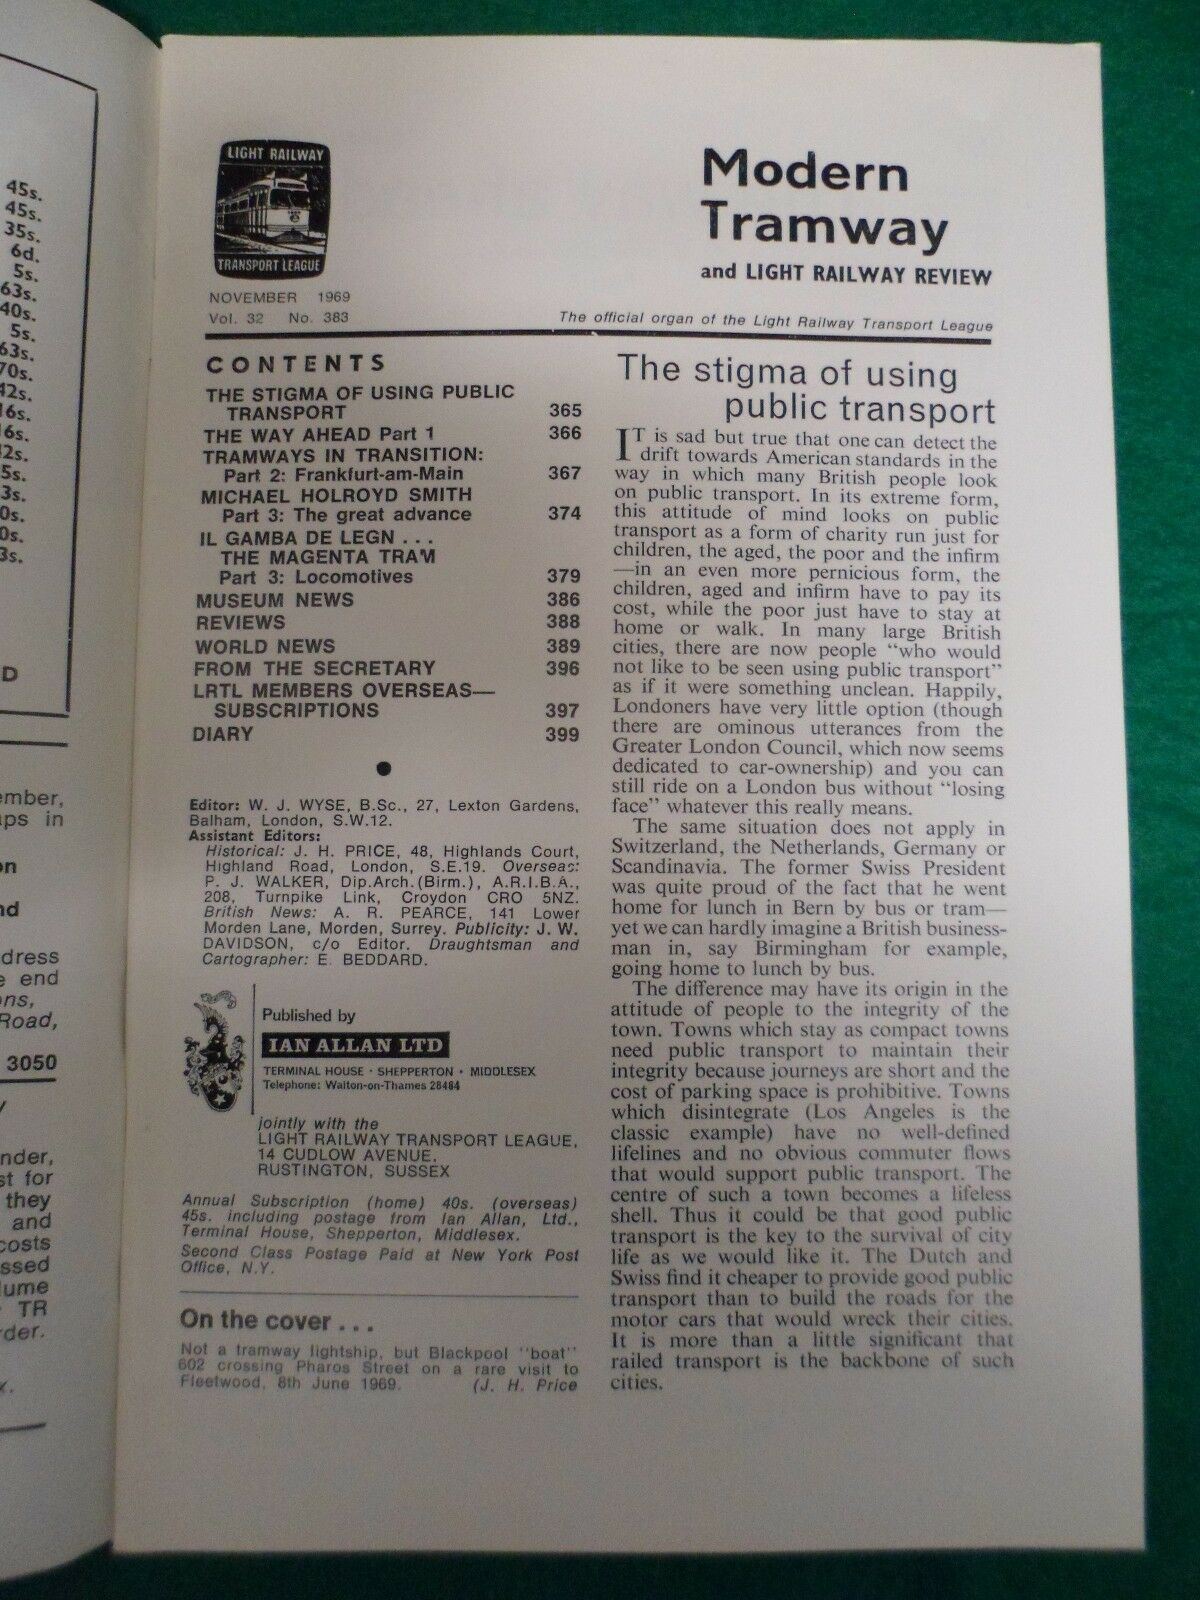 45s.
45s.
35s.
6d.
5s.
63s.
40s.
5s.
63s.
70s.
42s.
16s.
16s.
12s.
5s.
3s.
0s.
0s.
3s.
D
ember,
aps in
on
nd
dress
e end
ons,
Road,
3050
y
nder,
st for
they
and
costs
ssed
lume
TR
rder.
x.
LIGHT RAILWAY
TRANSPORT LEAGUE
NOVEMBER 1969
Vol. 32 No. 383
Modern
Tramway
and LIGHT RAILWAY REVIEW
The official organ of the Light Railway Transport League
CONTENTS
THE STIGMA OF USING PUBLIC
TRANSPORT 365
THE WAY AHEAD Part 1 366
TRAMWAYS IN TRANSITION:
Part 2: Frankfurt-am-Main 367
MICHAEL HOLROYD SMITH
Part 3: The great advance 374
IL GAMBA DE LEGN . . .
THE MAGENTA TRAM
Part 3: Locomotives 379
MUSEUM NEWS 386
REVIEWS 388
WORLD NEWS 389
FROM THE SECRETARY 396
LRTL MEMBERS OVERSEAS—
SUBSCRIPTIONS 397
DIARY 399
Editor: W. J. WYSE, B.Sc., 27, Lexton Gardens,
Balham, London, S.W.12.
Assistant Editors:
Historical: J. H. PRICE, 48, Highlands Court,
Highland Road, London, S.E.19. Overseas:
P. J. WALKER, Dip.Arch.(Birm.), A.R.I.B.A.,
208, Turnpike Link, Croydon CRO 5NZ.
British News: A. R. PEARCE, 141 Lower
Morden Lane, Morden, Surrey. Publicity: J. W.
DAVIDSON, c/o Editor. Draughtsman and
Cartographer: E. BEDDARD.
Published by
IAN ALLAN LTD
TERMINAL HOUSE · SHEPPERTON · MIDDLESEX
Telephone: Walton-on-Thames 28484
jointly with the
LIGHT RAILWAY TRANSPORT LEAGUE,
14 CUDLOW AVENUE,
RUSTINGTON, SUSSEX
Annual Subscription (home) 40s. (overseas)
45s. including postage from Ian Allan, Ltd.,
Terminal House, Shepperton, Middlesex.
Second Class Postage Paid at New York Post
Office, N.Y.
On the cover . . .
Not a tramway lightship, but Blackpool "boat"
602 crossing Pharos Street on a rare visit to
Fleetwood, 8th June 1969. (J. H. Price
The stigma of using
public transport
IT is sad but true that one can detect the
drift towards American standards in the
way in which many British people look
on public transport. In its extreme form,
this attitude of mind looks on public
transport as a form of charity run just for
children, the aged, the poor and the infirm
—in an even more pernicious form, the
children, aged and infirm have to pay its
cost, while the poor just have to stay at
home or walk. In many large British
cities, there are now people "who would
not like to be seen using public transport"
as if it were something unclean. Happily,
Londoners have very little option (though
there are ominous utterances from the
Greater London Council, which now seems
dedicated to car-ownership) and you can
still ride on a London bus without "losing
face" whatever this really means.
The same situation does not apply in
Switzerland, the Netherlands, Germany or
Scandinavia. The former Swiss President
was quite proud of the fact that he went
home for lunch in Bern by bus or tram—
yet we can hardly imagine a British business-
man in, say Birmingham for example,
going home to lunch by bus.
The difference may have its origin in the
attitude of people to the integrity of the
town. Towns which stay as compact towns
need public transport to maintain their
integrity because journeys are short and the
cost of parking space is prohibitive. Towns
which disintegrate (Los Angeles is the
classic example) have no well-defined
lifelines and no obvious commuter flows
that would support public transport. The
centre of such a town becomes a lifeless
shell. Thus it could be that good public
transport is the key to the survival of city
life as we would like it. The Dutch and
Swiss find it cheaper to provide good public
transport than to build the roads for the
motor cars that would wreck their cities.
It is more than a little significant that
railed transport is the backbone of such
cities.